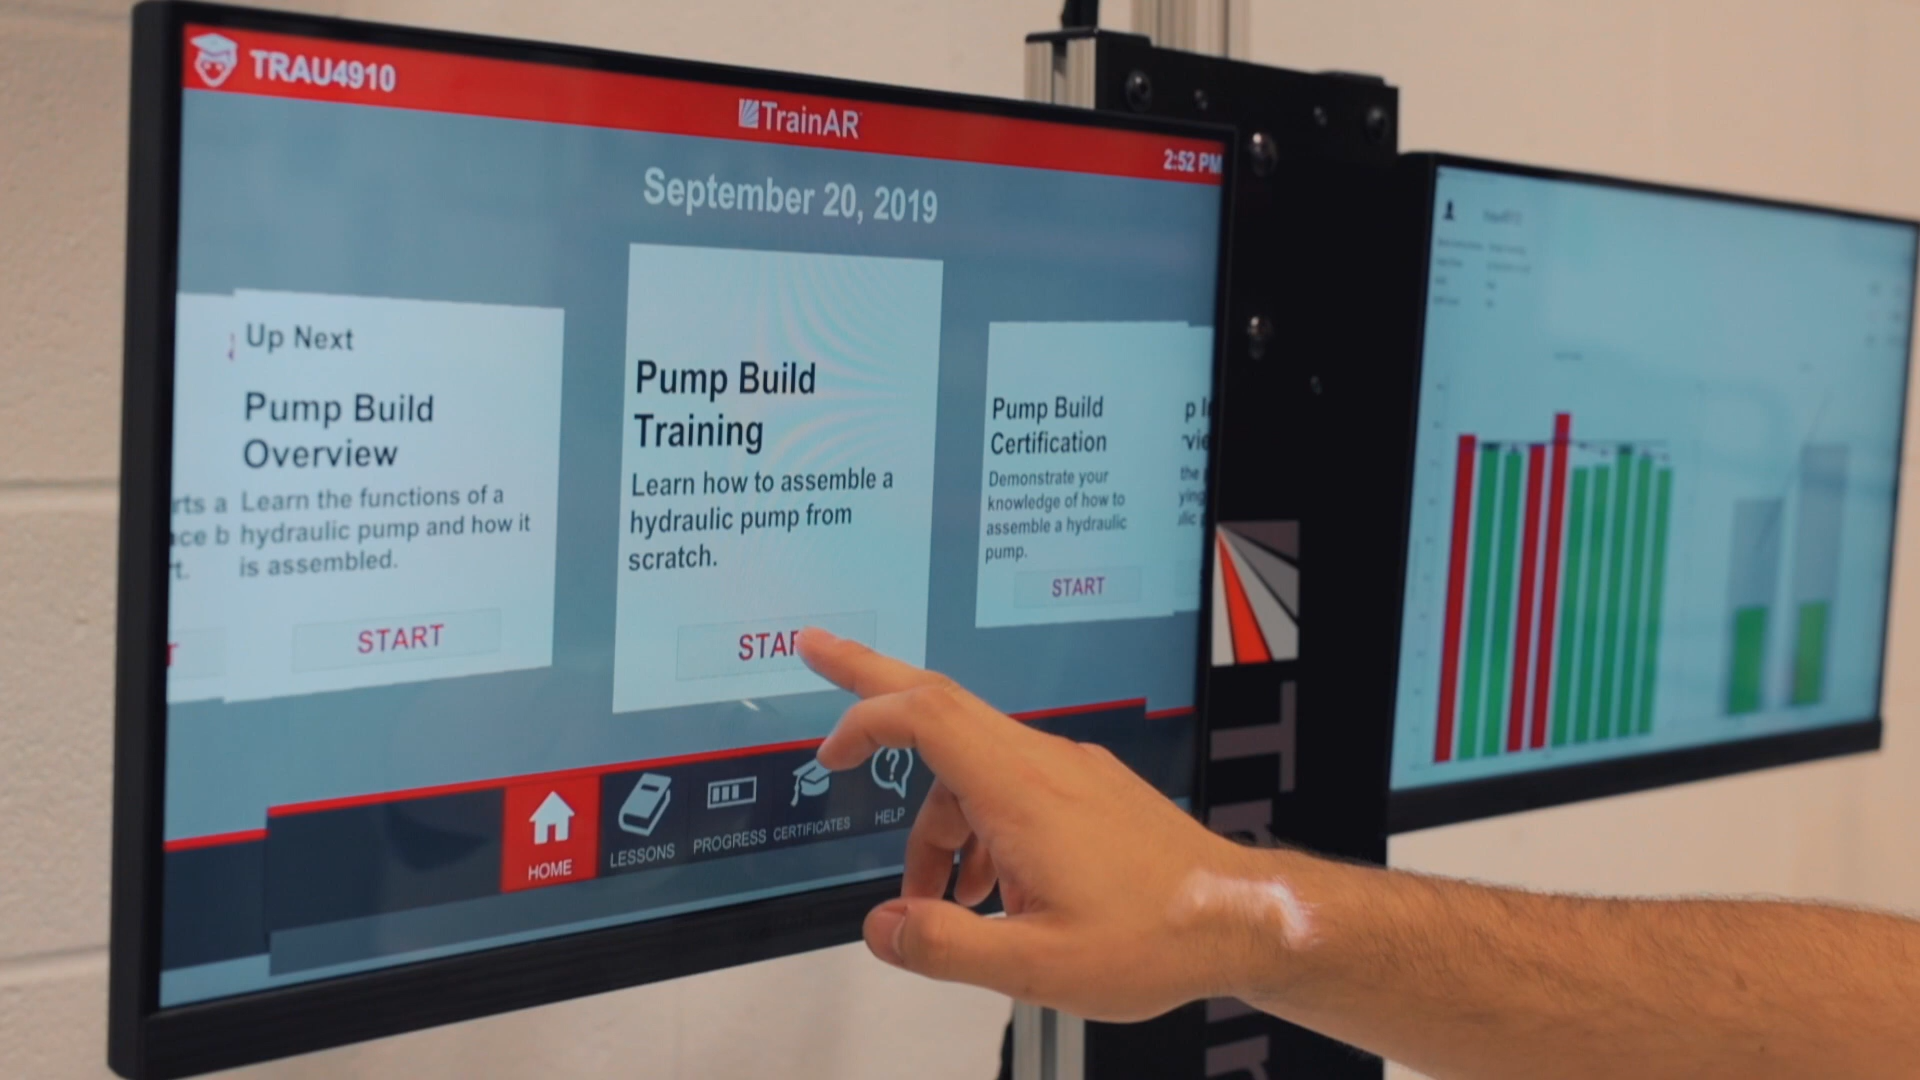 TRAU4910
TrainAR
2:52 PM
September 20, 2019
Up Next
Pump Build
Overview
Learn the functions of a
hydraulic pump and how it
is assembled.
START
Pump Build
Training
Learn how to assemble a
hydraulic pump from
scratch.
STAR
Pump Build
Certification
Demonstrate your
knowledge of how to
assemble a hydraulic
pump.
START
HOME
LESSONS
PROGRESS
CERTIFICATES
HELP